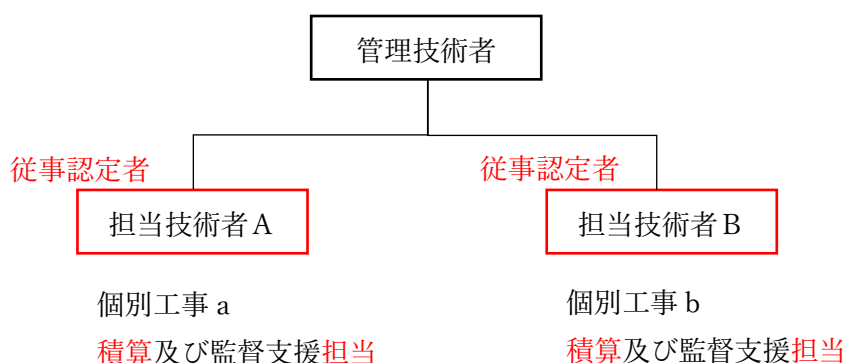 管理技術者
従事認定者
従事認定者
担当技術者A
担当技術者B
個別工事 a
個別工事 b
積算及び監督支援担当
積算及び監督支援担当